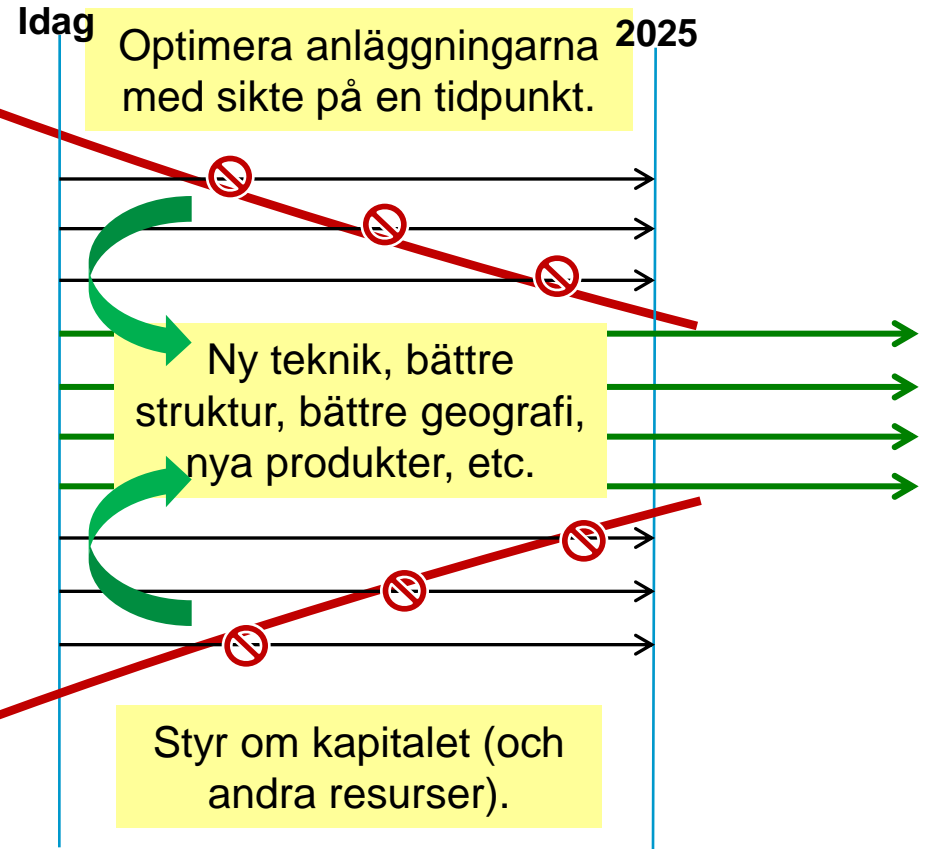 Idag
2025
Optimera anläggningarna
med sikte på en tidpunkt.
Ny teknik, bättre
struktur, bättre geografi,
nya produkter, etc.
Styr om kapitalet (och
andra resurser).